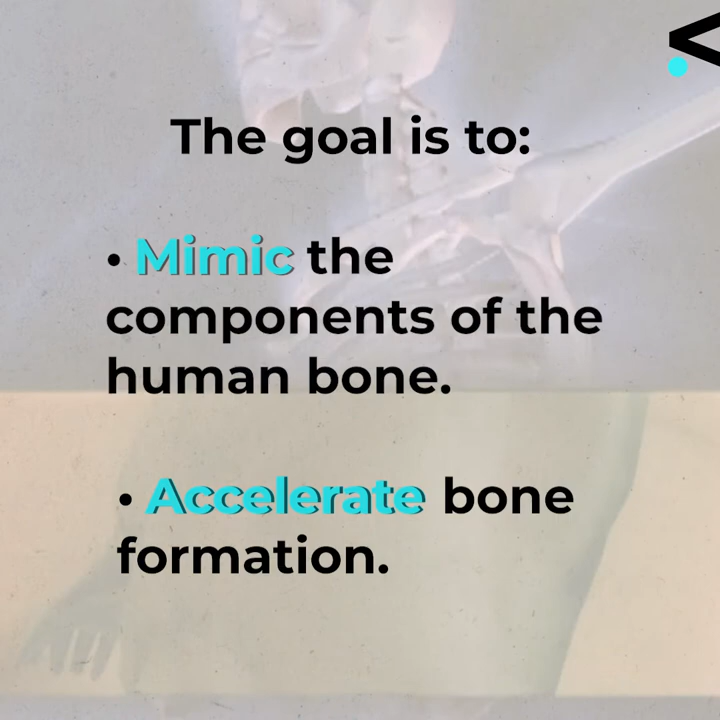 The goal is to:
• Mimic the
components of the
human bone.
• Accelerate bone
formation.